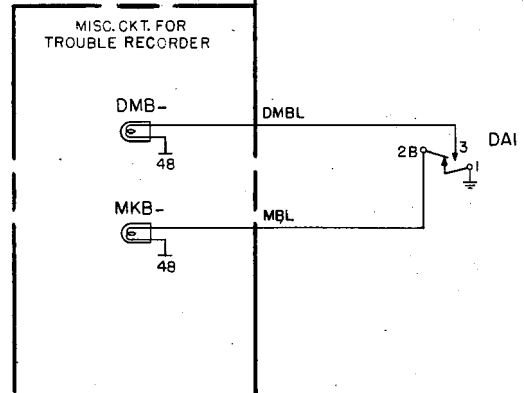 MISC. CKT. FOR
TROUBLE RECORDER
DMB-
DMBL
48
3
DAI
2B
1
MKB-
MBL
48